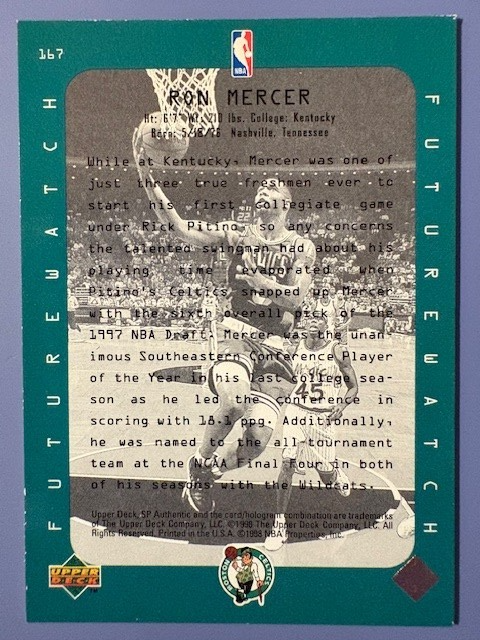 167
NBA
RON MERCER
Ht: 6'7" Wt: 210 lbs. College: Kentucky
Born: 5/18/76 Nashville, Tennessee
While at Kentucky, Mercer was one of
just three true freshmen ever to
start his first collegiate game
under Rick Pitino, so any concerns
the talented swingman had about his
playing time evaporated when
Pitino's Celtics snapped up Mercer
with the sixth overall pick of the
1997 NBA Draft. Mercer was the unan-
imous Southeastern Conference Player
of the Year in his last college sea-
son as he led the conference in
scoring with 18.1 ppg. Additionally,
he was named to the all-tournament
team at the NCAA Final Four in both
of his seasons with the Wildcats.
Upper Deck, SP Authentic and the card/hologram combination are trademarks
of The Upper Deck Company, LLC. ©1998 The Upper Deck Company, LLC. All
Rights Reserved. Printed in the U.S.A. ©1998 NBA Properties, Inc.
FUTUREWATCH
FUTUREWATCH
UPPER
DECK
TM
BOSTON CELTICS
45